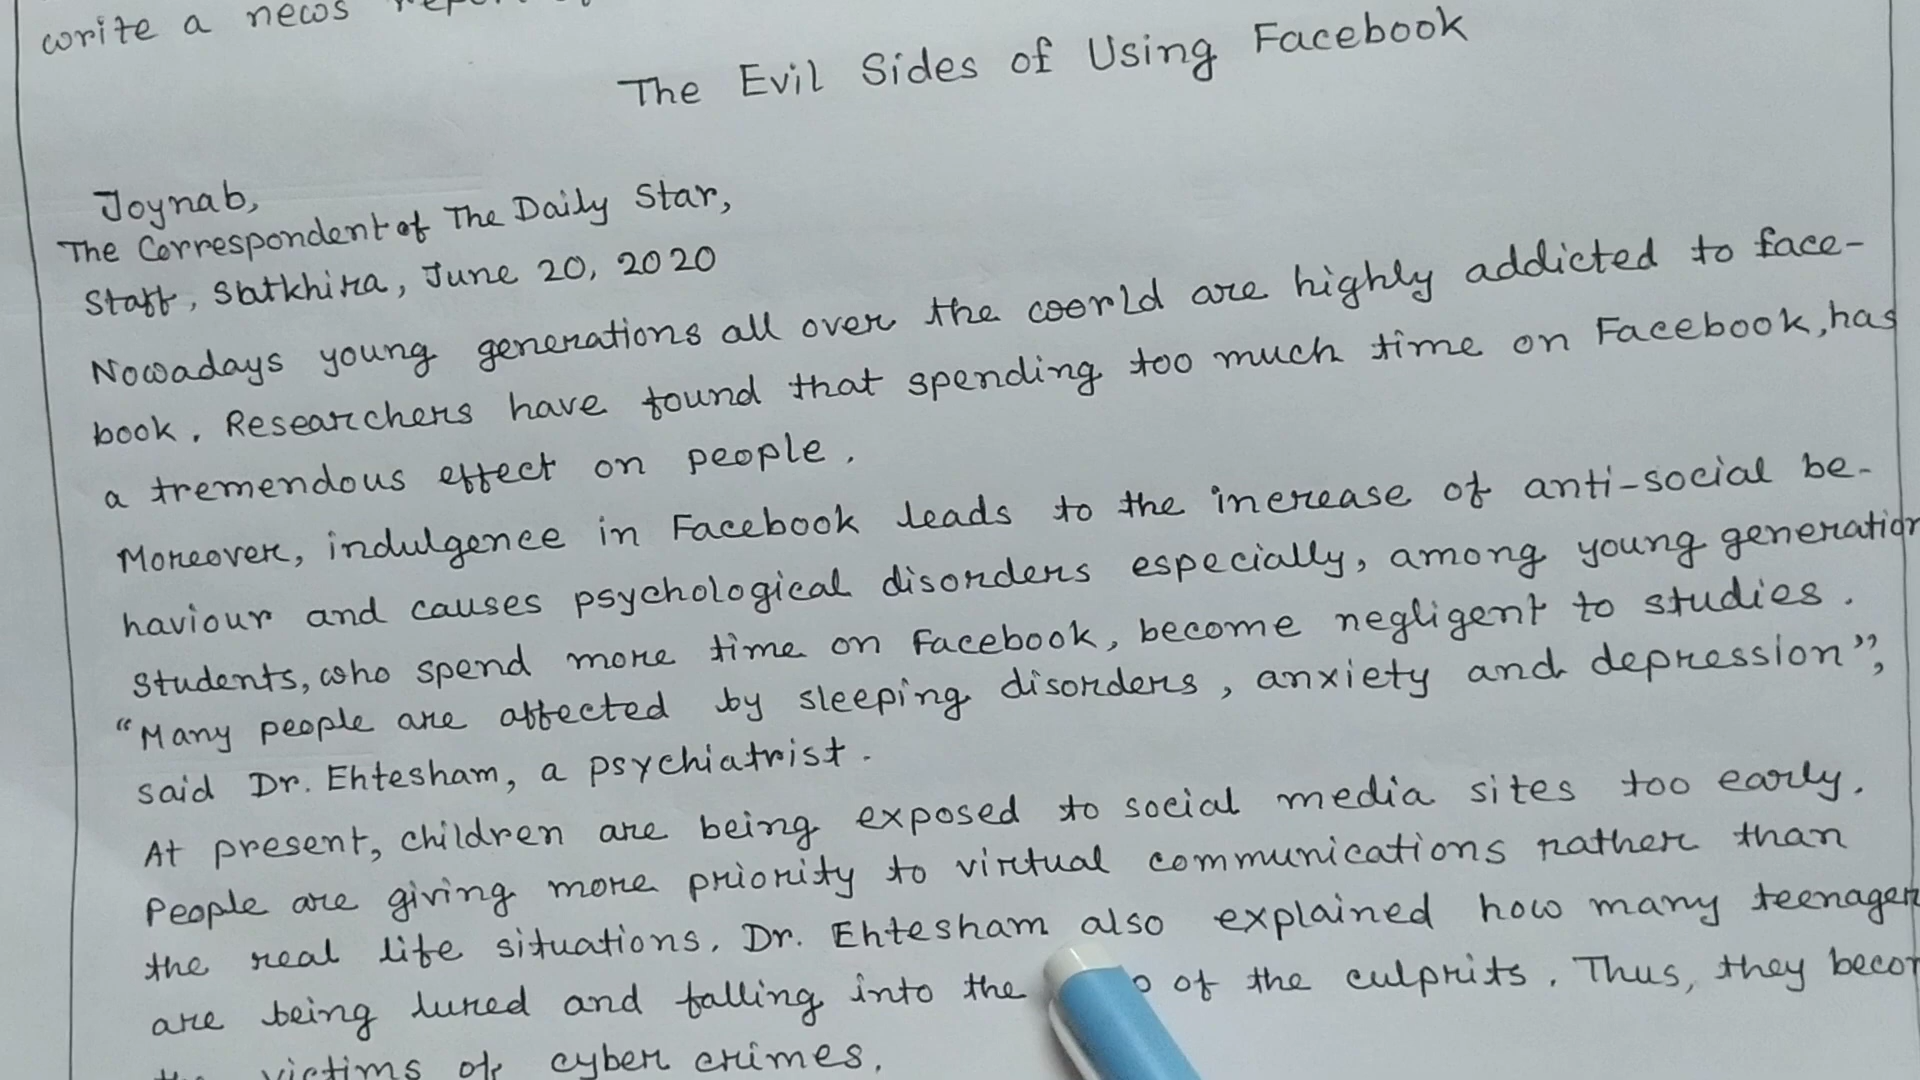 write a news report
The Evil Sides of Using Facebook
Joynab,
The Correspondent of The Daily Star,
Staff, Satkhira, June 20, 2020
Nowadays young generations all over the world are highly addicted to face-
book. Researchers have found that spending too much time on Facebook, has
a tremendous effect on people.
Moreover, indulgence in Facebook leads to the increase of anti-social be-
haviour and causes psychological disorders especially, among young generation
Students, who spend more time on Facebook, become negligent to studies.
"Many people are affected by sleeping disorders, anxiety and depression",
said Dr. Ehtesham, a psychiatrist.
At present, children are being exposed to social media sites too early.
People are giving more priority to virtual communications rather than
the real life situations. Dr. Ehtesham also explained how many teenager
are being lured and falling into the of the culprits. Thus, they becom
the victims of cyber crimes.